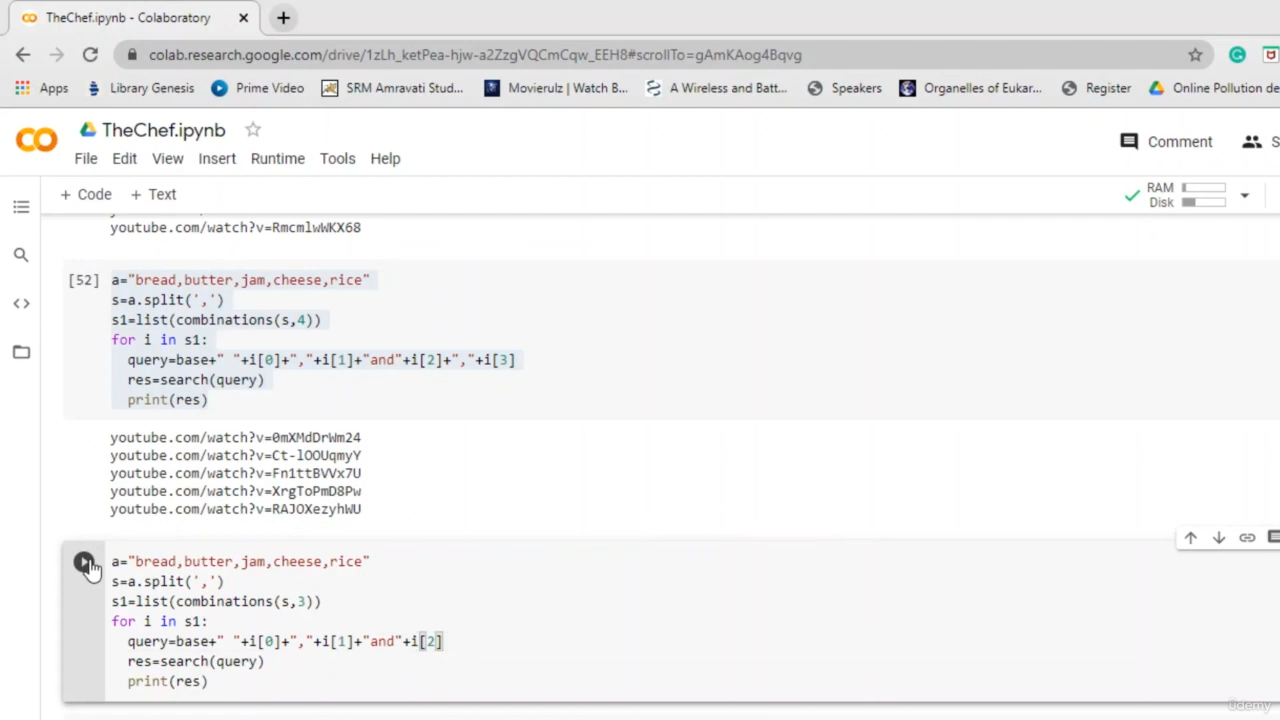 TheChef.ipynb - Colaboratory
colab.research.google.com/drive/1zLh_ketPea-hjw-a2ZzgVQCmCqw_EEH8#scrollTo=gAmKAog4Bqvg
Apps Library Genesis Prime Video SRM Amravati Stud... Movierulz | Watch B... A Wireless and Batt... Speakers Organelles of Eukar... Register Online Pollution de
TheChef.ipynb
Comment S
File Edit View Insert Runtime Tools Help
+ Code + Text
RAM
Disk
youtube.com/watch?v=RmcmlwWKX68
[52] a="bread,butter,jam,cheese,rice"
s=a.split(',')
s1=list(combinations(s,4))
for i in s1:
query=base+" "+i[0]+","+i[1]+"and"+i[2]+","+i[3]
res=search(query)
print(res)
youtube.com/watch?v=0mXMdDrWm24
youtube.com/watch?v=Ct-lOOUqmyY
youtube.com/watch?v=Fn1ttBVVx7U
youtube.com/watch?v=XrgToPmD8Pw
youtube.com/watch?v=RAJOXezyhWU
a="bread,butter,jam,cheese,rice"
s=a.split(',')
s1=list(combinations(s,3))
for i in s1:
query=base+" "+i[0]+","+i[1]+"and"+i[2]
res=search(query)
print(res)
ûdemy